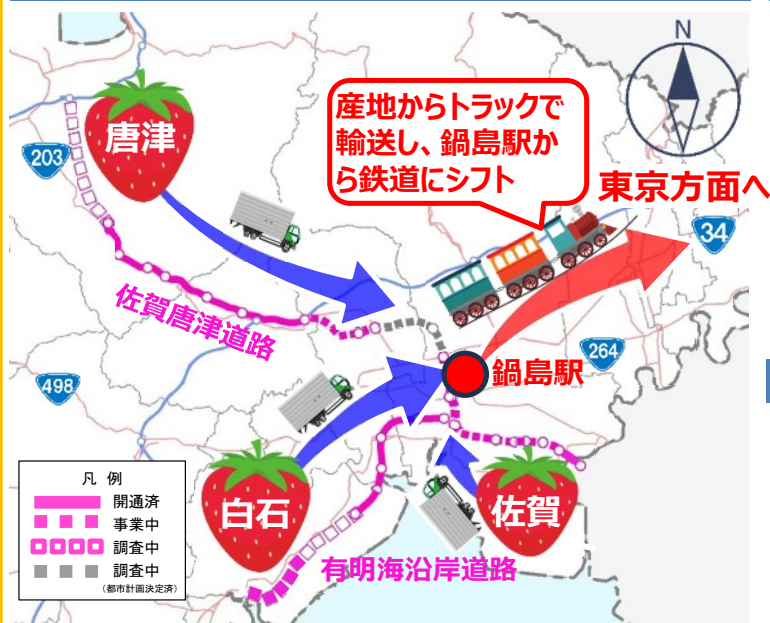 N
唐津
203
産地からトラックで
輸送し、鍋島駅か
ら鉄道にシフト
東京方面へ
34
佐賀唐津道路
264
鍋島駅
498
凡 例
開通済
事業中
調査中
調査中
(都市計画決定済)
白石
佐賀
有明海沿岸道路